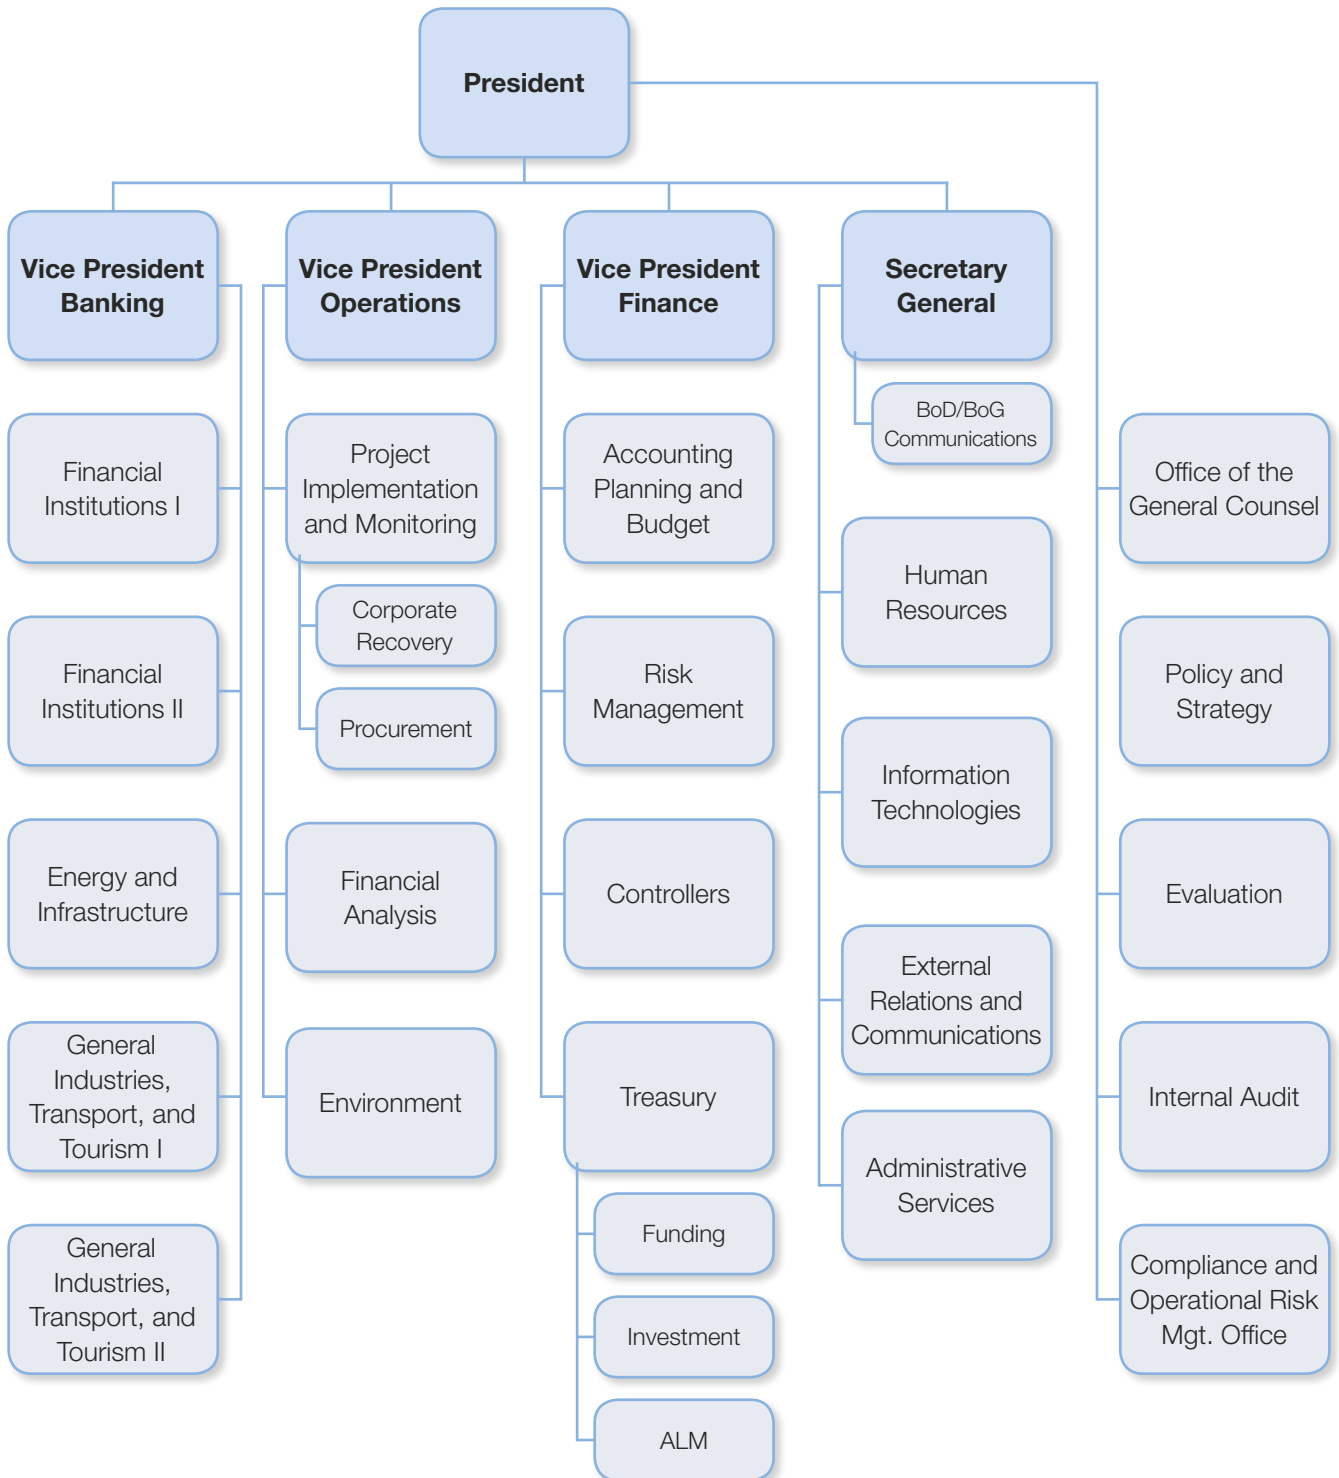 President
Vice President
Banking
Vice President
Operations
Vice President
Finance
Secretary
General
Financial
Institutions I
Financial
Institutions II
Energy and
Infrastructure
General
Industries,
Transport, and
Tourism I
General
Industries,
Transport, and
Tourism II
Project
Implementation
and Monitoring
Corporate
Recovery
Procurement
Financial
Analysis
Environment
Accounting
Planning and
Budget
Risk
Management
Controllers
Treasury
Funding
Investment
ALM
BoD/BoG
Communications
Human
Resources
Information
Technologies
External
Relations and
Communications
Administrative
Services
Office of the
General Counsel
Policy and
Strategy
Evaluation
Internal Audit
Compliance and
Operational Risk
Mgt. Office